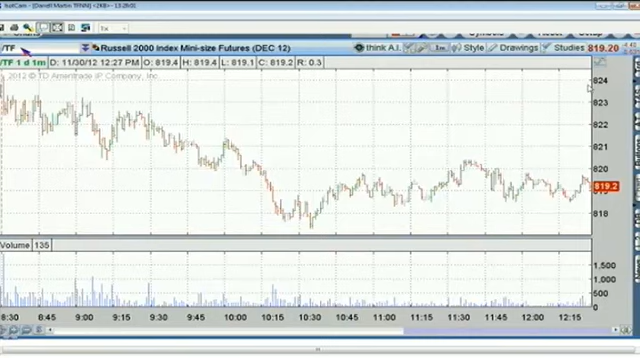 /TF Russell 2000 Index Mini-size Futures (DEC 12) think A.I. 1m Style Drawings Studies 819.20
/TF 1 d 1m D: 11/30/12 12:27 PM O: 819.4 H: 819.4 L: 819.1 C: 819.2 R: 0.3
2012 © TD Ameritrade IP Company, Inc.
824
823
822
821
820
819.2
818
Volume 135
1,500
1,000
500
0
8:30 8:45 9:00 9:15 9:30 9:45 10:00 10:15 10:30 10:45 11:00 11:15 11:30 11:45 12:00 12:15